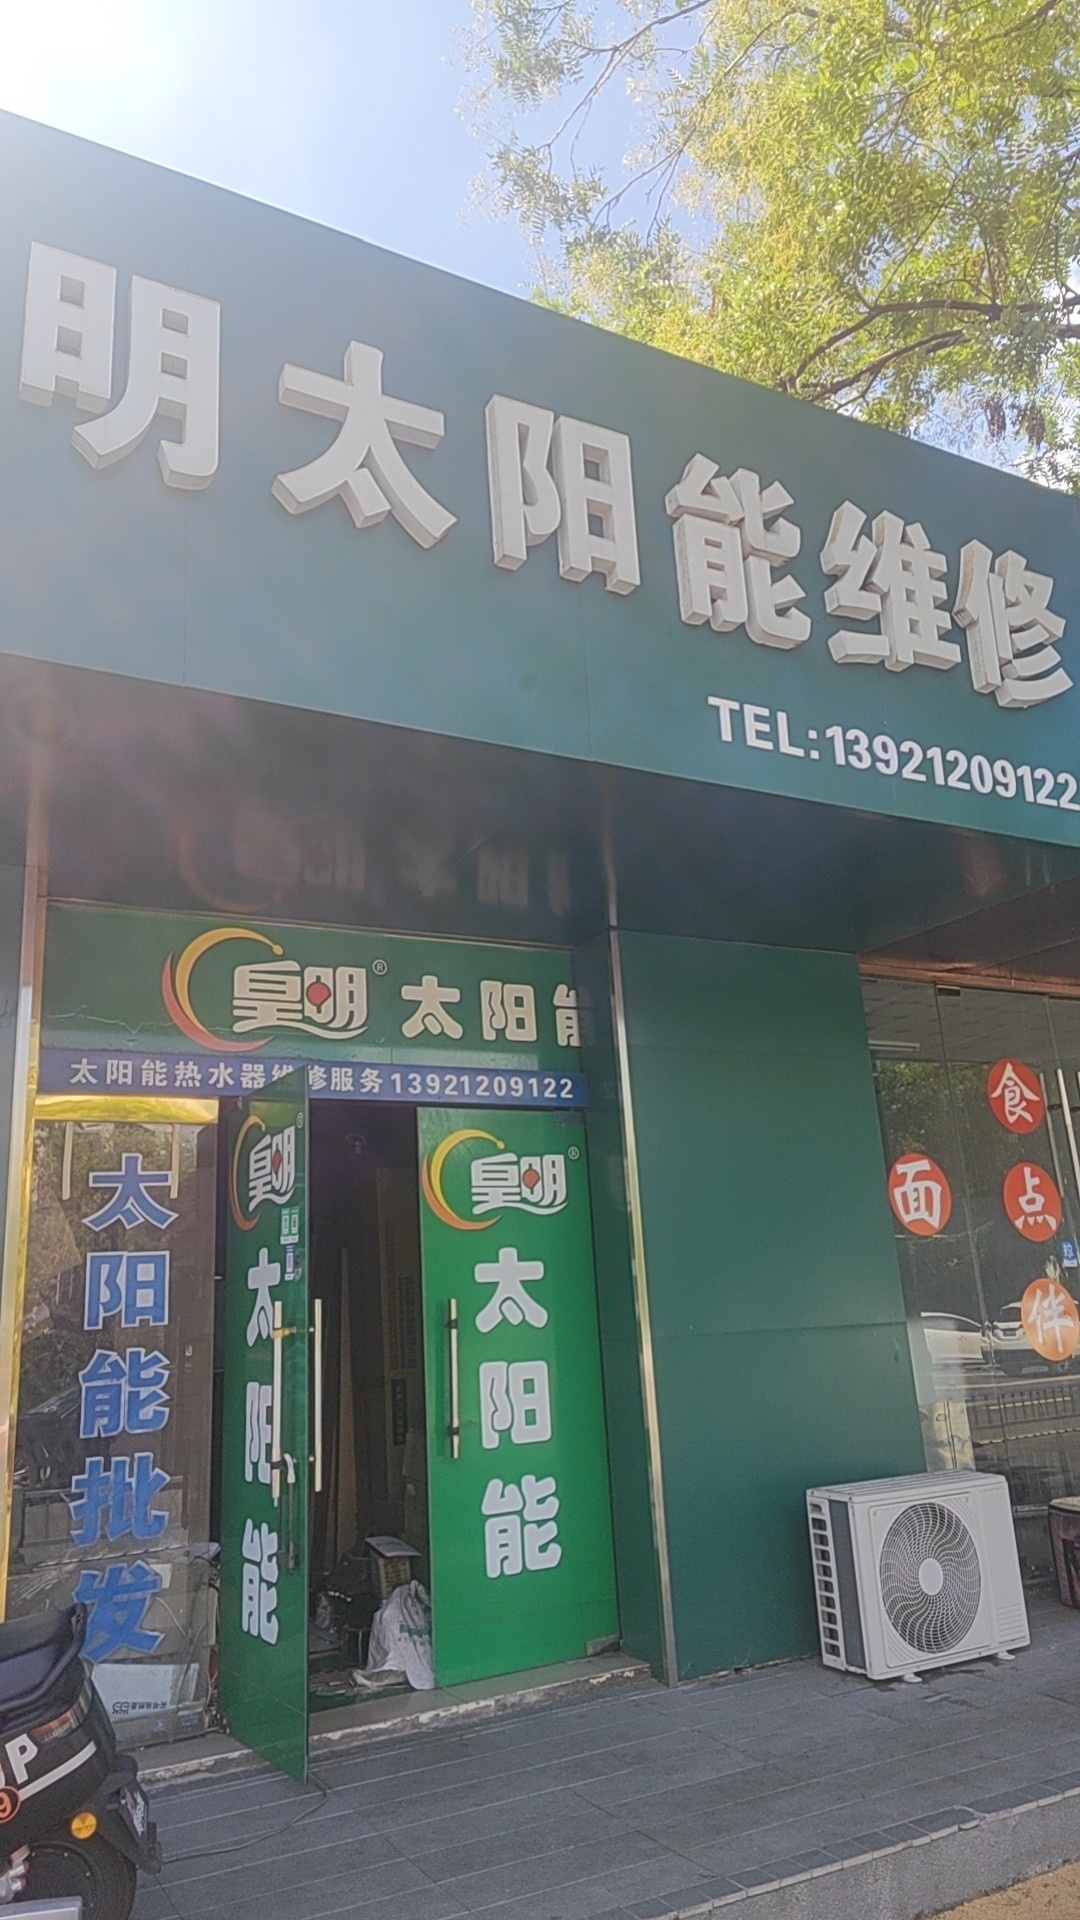 明太阳能维修
TEL:13921209122
皇明® 太阳能
太阳能热水器维修服务13921209122
太阳能批发
皇明®
太阳能
皇明®
太阳能
食
面点
伴